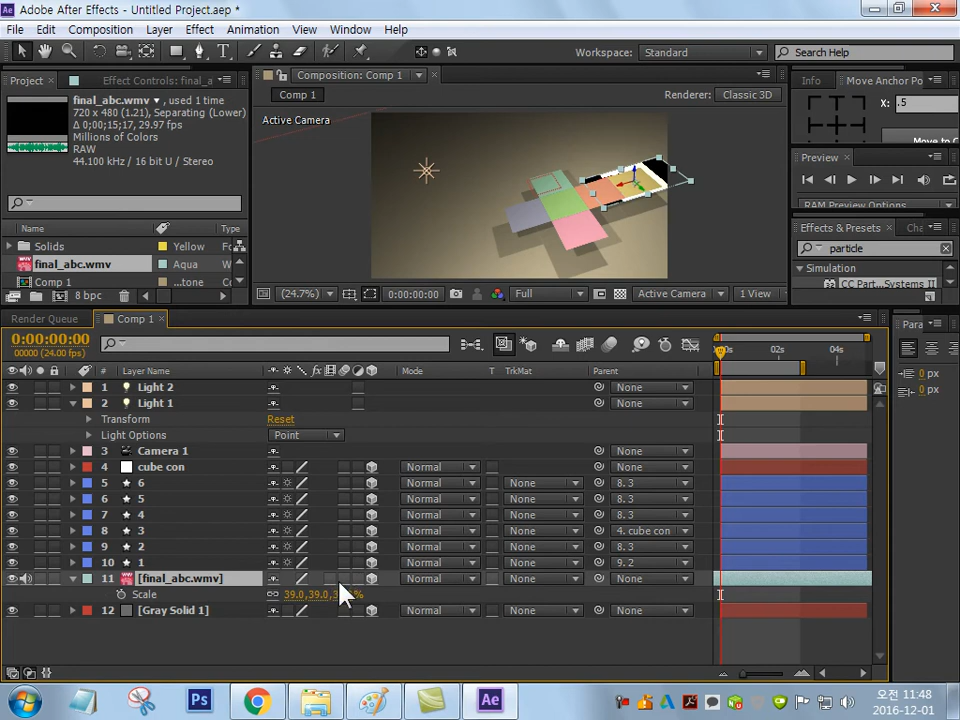 Ae Adobe After Effects - Untitled Project.aep *
File Edit Composition Layer Effect Animation View Window Help
Workspace: Standard Search Help
Project × Effect Controls: final_a
final_abc.wmv ▾ , used 1 time
720 x 480 (1.21), Separating (Lower)
Δ 0;00;15;17, 29.97 fps
Millions of Colors
RAW
44.100 kHz / 16 bit U / Stereo
Name Type
Solids Yellow F
final_abc.wmv Aqua W
Comp 1 ...tone C
8 bpc
Composition: Comp 1
Comp 1
Renderer: Classic 3D
Active Camera
(24.7%) 0:00:00:00 Full Active Camera 1 View
Info Move Anchor Po
X: .5
Move to C
Preview ×
RAM Preview Options
Effects & Presets × Cha
particle
Simulation
CC Part...Systems II
Render Queue Comp 1 ×
0:00:00:00
00000 (24.00 fps)
# Layer Name fx Mode T TrkMat Parent
02s 04s
1 Light 2 None
2 Light 1 None
Transform Reset
Light Options Point
3 Camera 1 None
4 cube con Normal None
5 6 Normal None 8. 3
6 5 Normal None 8. 3
7 4 Normal None 8. 3
8 3 Normal None 4. cube con
9 2 Normal None 8. 3
10 1 Normal None 9. 2
11 [final_abc.wmv] Normal None None
Scale 39.0,39.0,3
12 [Gray Solid 1] Normal None None
Para
0 px
0 px
Ps Ae
오전 11:48
2016-12-01